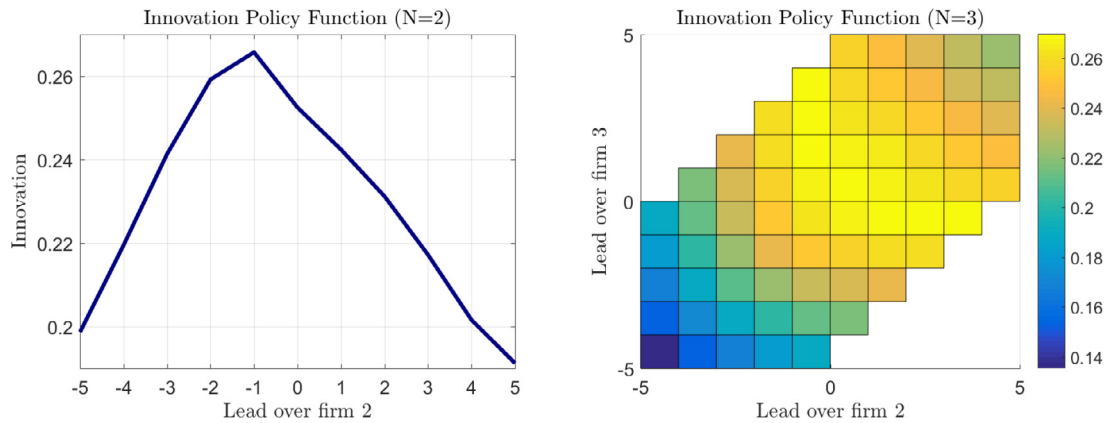 Innovation Policy Function (N=2)
Innovation
0.26
0.24
0.22
0.2
-5 -4 -3 -2 -1 0 1 2 3 4 5
Lead over firm 2
Innovation Policy Function (N=3)
Lead over firm 3
5
0
-5
-5 0 5
Lead over firm 2
0.26
0.24
0.22
0.2
0.18
0.16
0.14